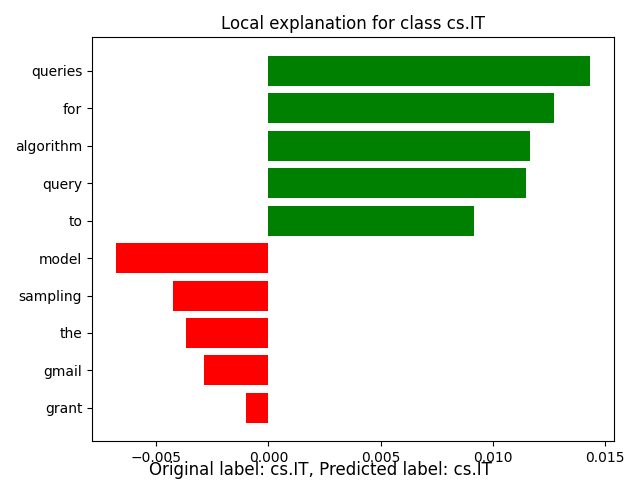 Local explanation for class cs.IT
queries
for
algorithm
query
to
model
sampling
the
gmail
grant
−0.005 0.000 0.005 0.010 0.015
Original label: cs.IT, Predicted label: cs.IT